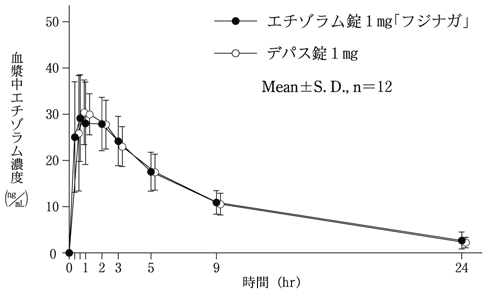 血漿中エチゾラム濃度
(ng/mL)
50
40
30
20
10
0
エチゾラム錠1mg「フジナガ」
デパス錠1mg
Mean±S.D., n=12
0 1 2 3 5 9 24
時間 (hr)